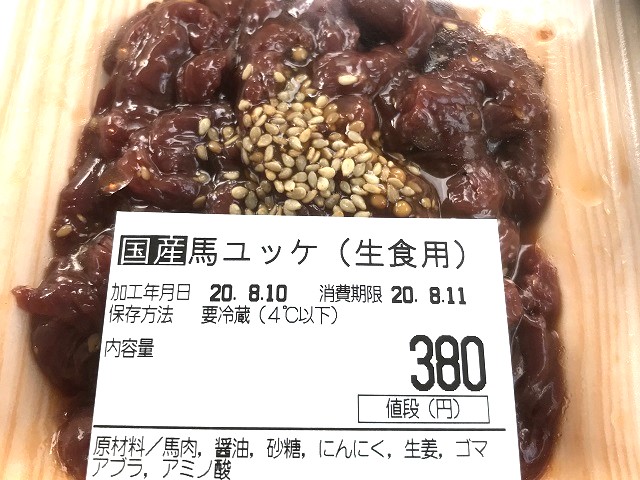 国産馬ユッケ（生食用）
加工年月日 20. 8.10 消費期限 20. 8.11
保存方法 要冷蔵（4℃以下）
内容量
380
値段（円）
原材料／馬肉，醤油，砂糖，にんにく，生姜，ゴマ
アブラ，アミノ酸